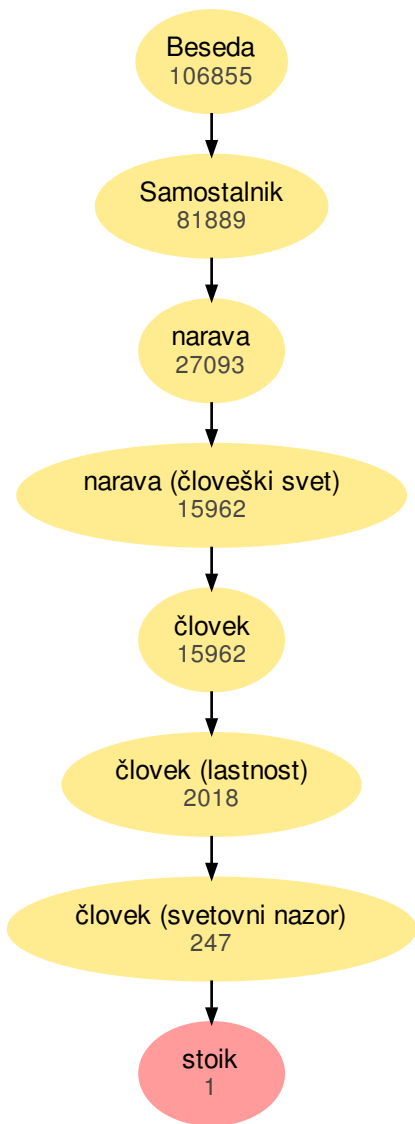 Beseda
106855
Samostalnik
81889
narava
27093
narava (človeški svet)
15962
človek
15962
človek (lastnost)
2018
človek (svetovni nazor)
247
stoik
1